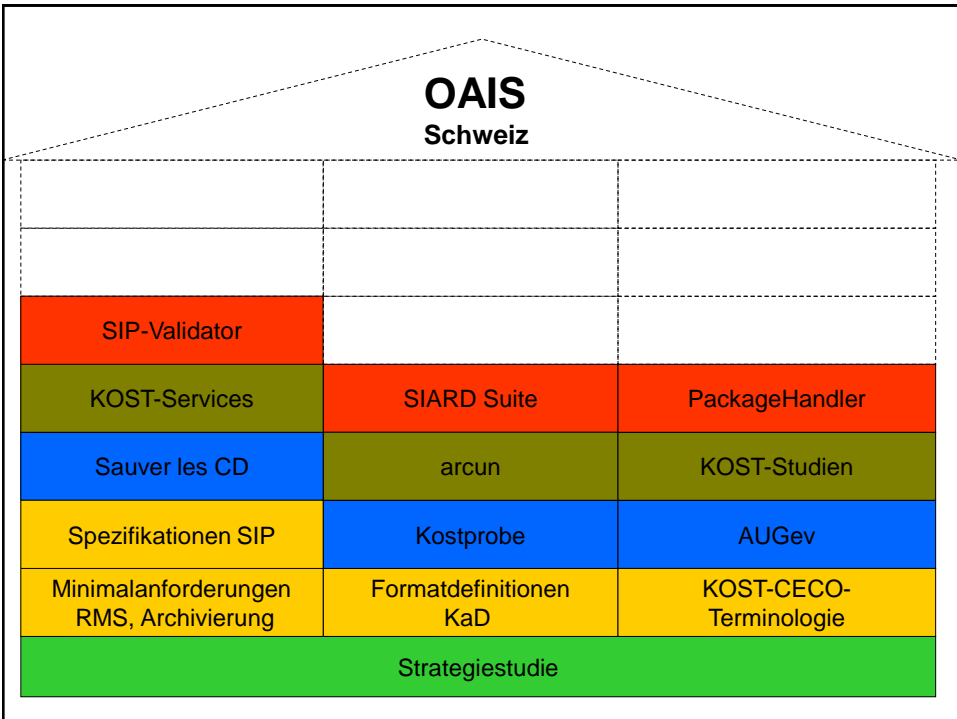 OAIS
Schweiz
SIP-Validator
KOST-Services
SIARD Suite
PackageHandler
Sauver les CD
arcun
KOST-Studien
Spezifikationen SIP
Kostprobe
AUGev
Minimalanforderungen
RMS, Archivierung
Formatdefinitionen
KaD
KOST-CECO-
Terminologie
Strategiestudie